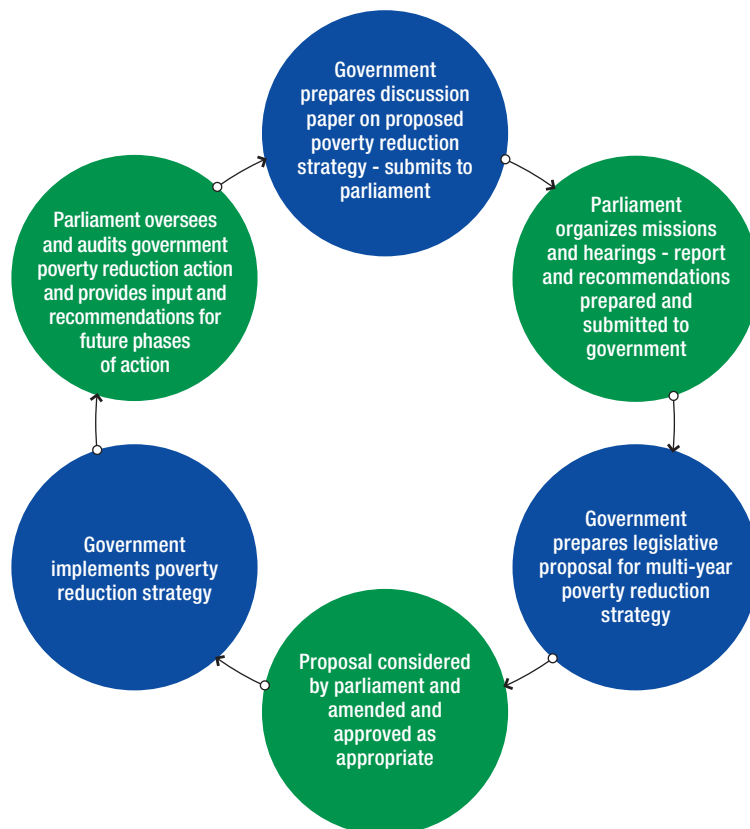 Government
prepares discussion
paper on proposed
poverty reduction
strategy - submits to
parliament
Parliament
organizes missions
and hearings - report
and recommendations
prepared and
submitted to
government
Government
prepares legislative
proposal for multi-year
poverty reduction
strategy
Proposal considered
by parliament and
amended and
approved as
appropriate
Government
implements poverty
reduction strategy
Parliament oversees
and audits government
poverty reduction action
and provides input and
recommendations for
future phases
of action